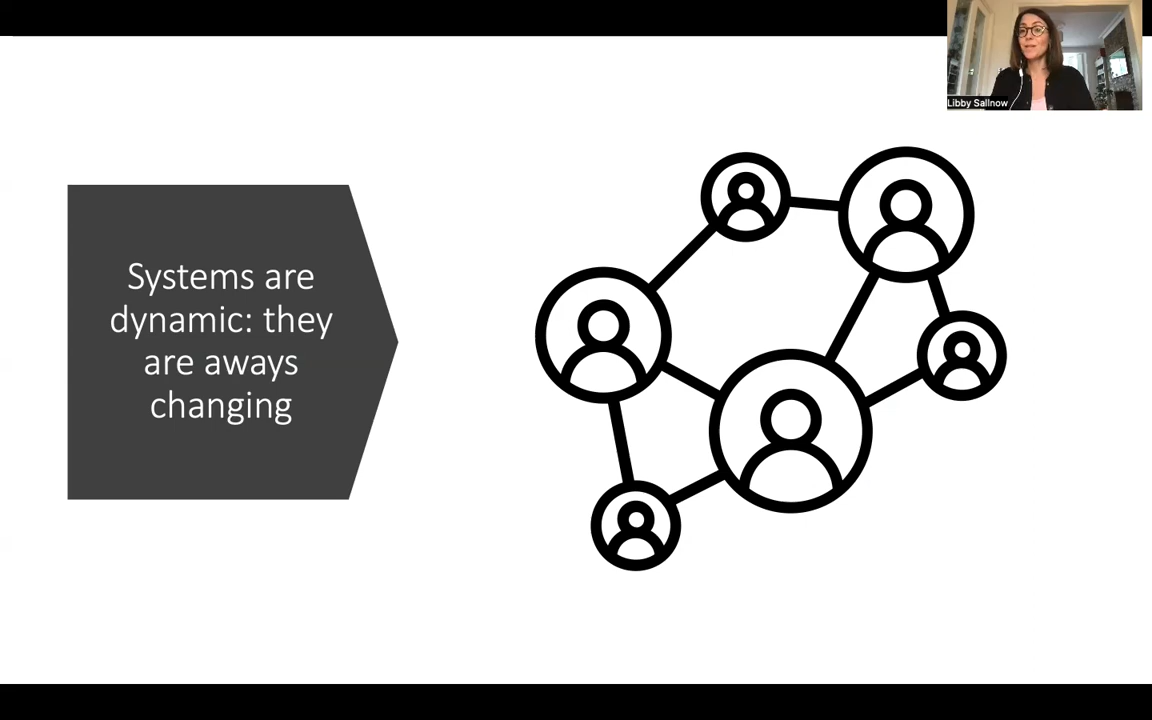 Libby Sallnow
Systems are
dynamic: they
are aways
changing